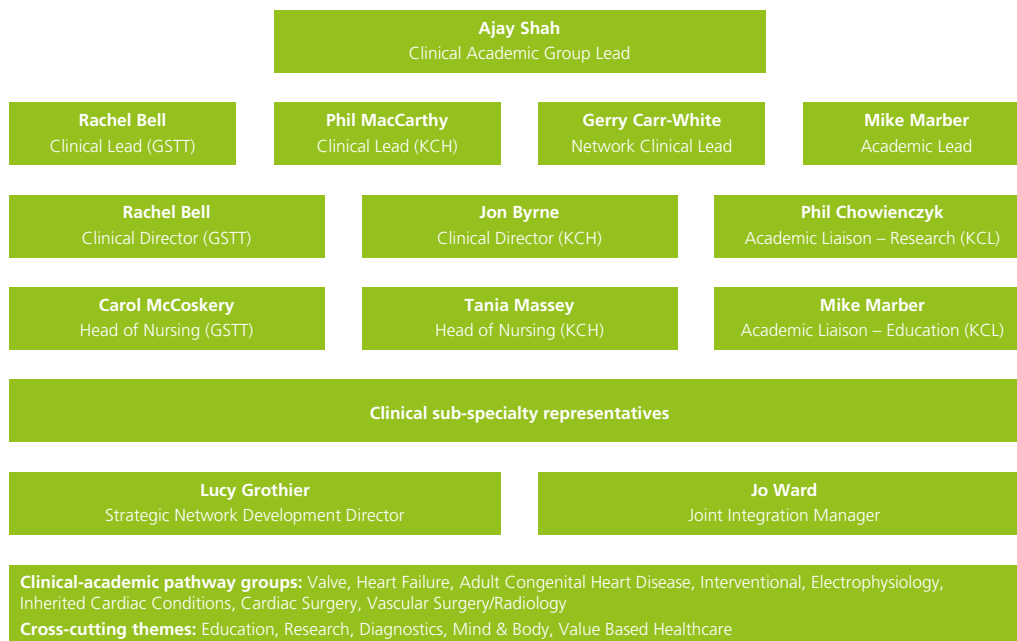 Ajay Shah
Clinical Academic Group Lead
Rachel Bell
Clinical Lead (GSTT)
Phil MacCarthy
Clinical Lead (KCH)
Gerry Carr-White
Network Clinical Lead
Mike Marber
Academic Lead
Rachel Bell
Clinical Director (GSTT)
Jon Byrne
Clinical Director (KCH)
Phil Chowienczyk
Academic Liaison – Research (KCL)
Carol McCoskery
Head of Nursing (GSTT)
Tania Massey
Head of Nursing (KCH)
Mike Marber
Academic Liaison – Education (KCL)
Clinical sub-specialty representatives
Lucy Grothier
Strategic Network Development Director
Jo Ward
Joint Integration Manager
Clinical-academic pathway groups: Valve, Heart Failure, Adult Congenital Heart Disease, Interventional, Electrophysiology,
Inherited Cardiac Conditions, Cardiac Surgery, Vascular Surgery/Radiology
Cross-cutting themes: Education, Research, Diagnostics, Mind & Body, Value Based Healthcare